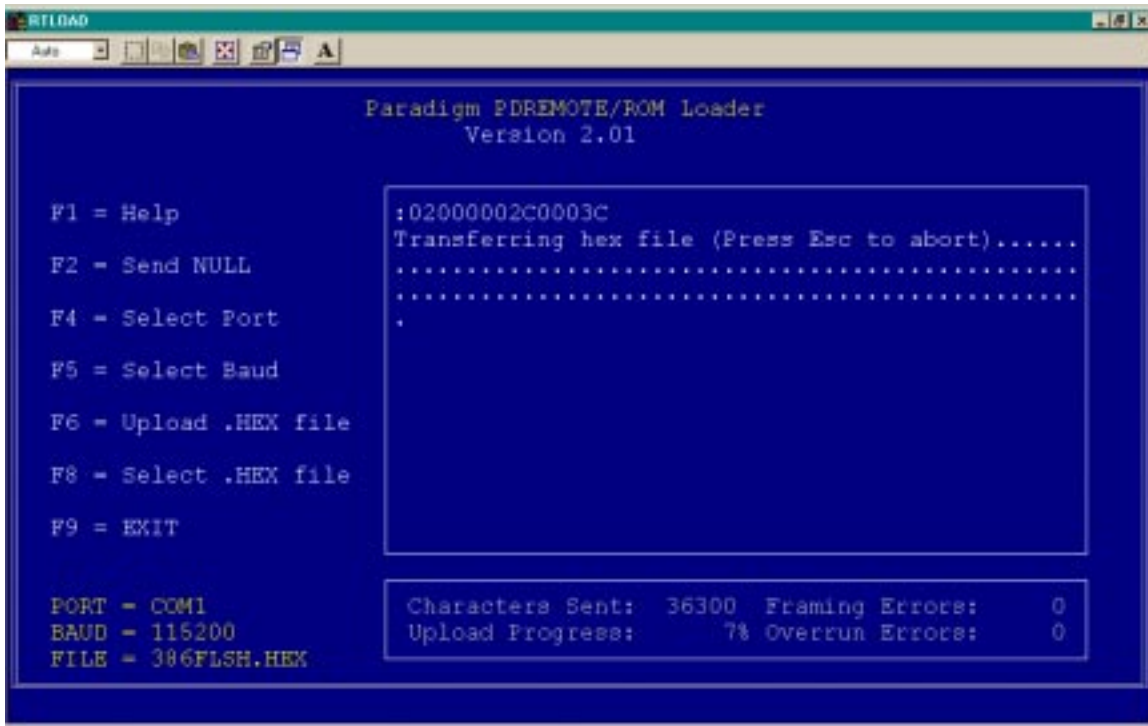 RTLOAD
Auto
A
Paradigm PDREMOTE/ROM Loader
Version 2.01
F1 = Help
F2 = Send NULL
F4 = Select Port
F5 = Select Baud
F6 = Upload .HEX file
F8 = Select .HEX file
F9 = EXIT
:02000002C0003C
Transferring hex file (Press Esc to abort)......
................................................
................................................
.
PORT = COM1
BAUD = 115200
FILE = 386FLSH.HEX
Characters Sent: 36300 Framing Errors: 0
Upload Progress: 7% Overrun Errors: 0